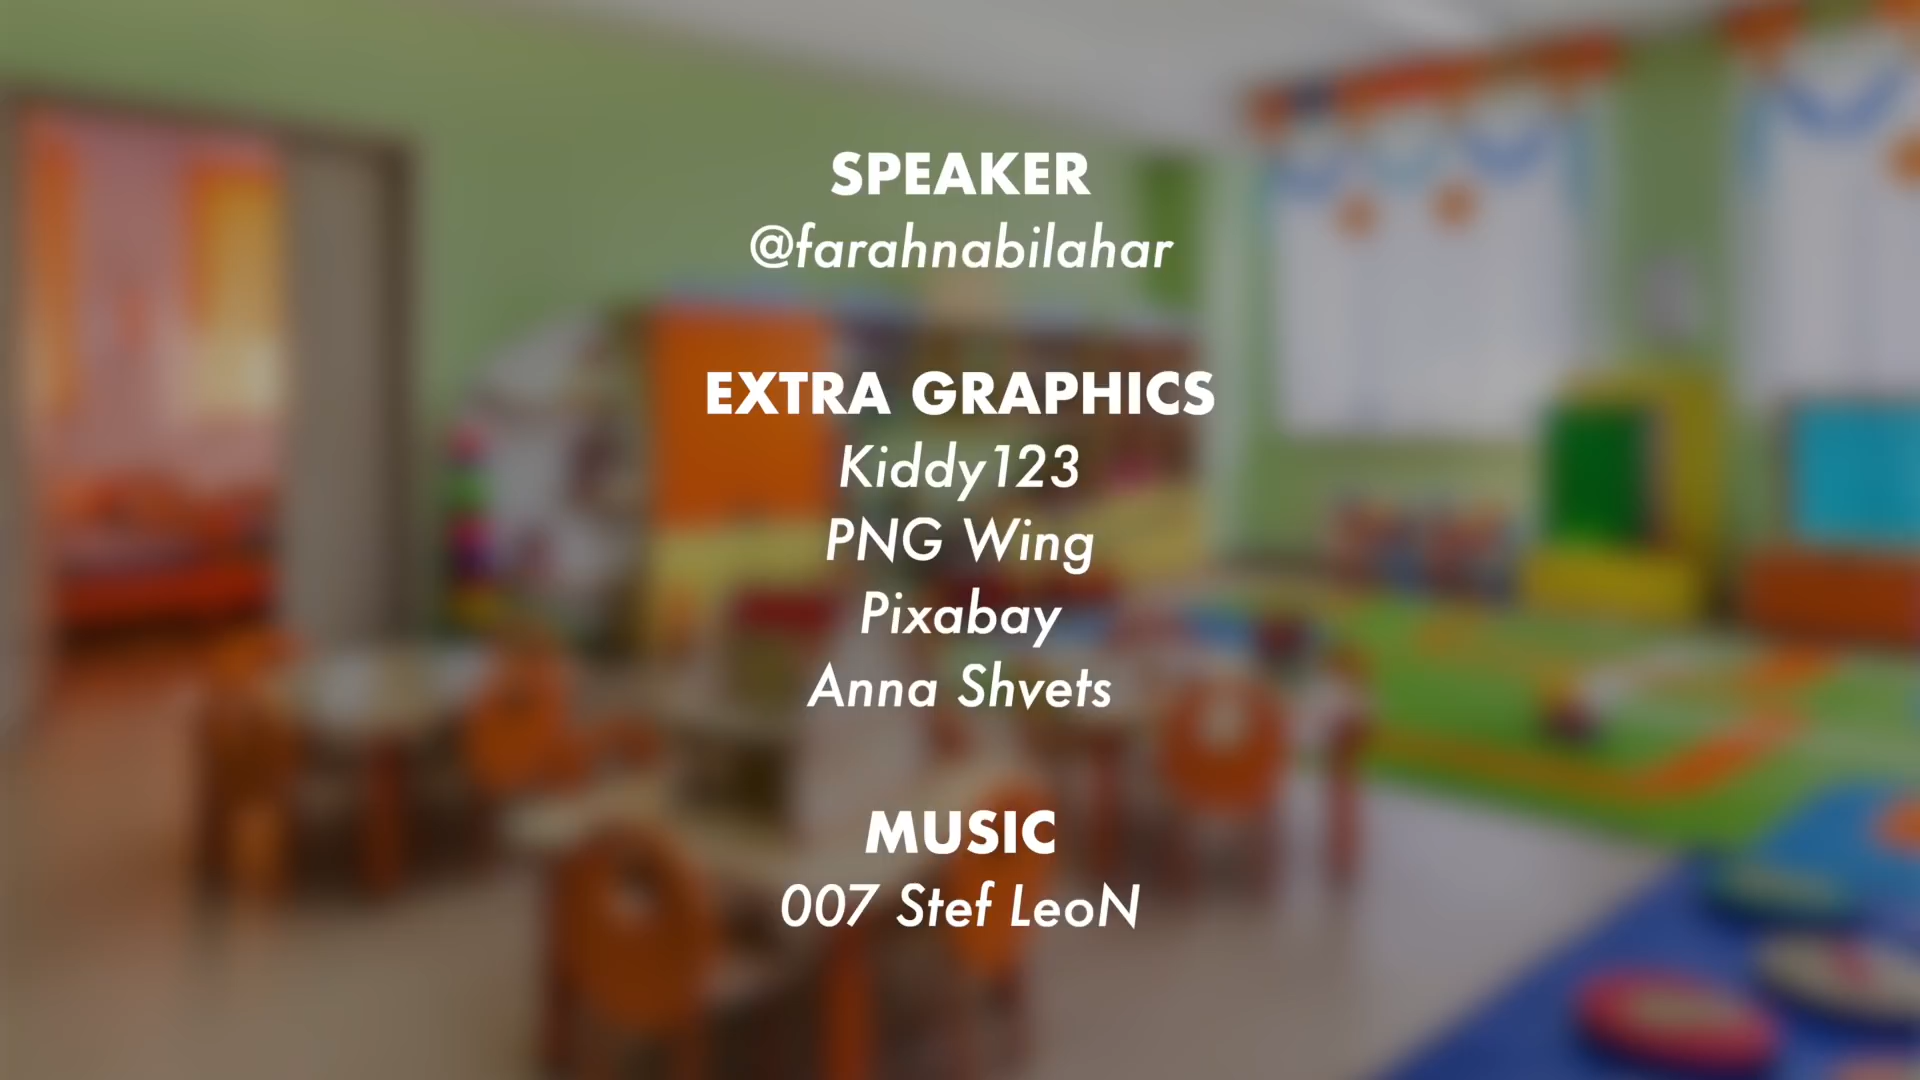 SPEAKER
@farahnabilahar
EXTRA GRAPHICS
Kiddy123
PNG Wing
Pixabay
Anna Shvets
MUSIC
007 Stef LeoN